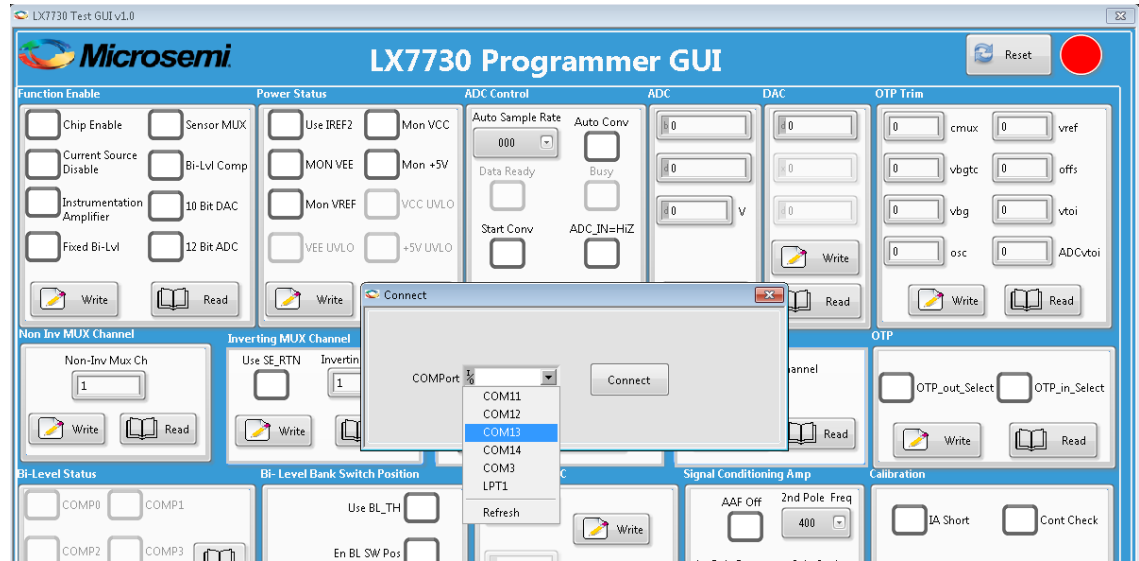 LX7730 Test GUI v1.0
Microsemi.
LX7730 Programmer GUI
Reset
Function Enable
Chip Enable
Sensor MUX
Current Source
Disable
Bi-Lvl Comp
Instrumentation
Amplifier
10 Bit DAC
Fixed Bi-Lvl
12 Bit ADC
Write
Read
Power Status
Use IREF2
Mon VCC
MON VEE
Mon +5V
Mon VREF
VCC UVLO
VEE UVLO
+5V UVLO
Write
ADC Control
Auto Sample Rate
Auto Conv
000
Data Ready
Busy
Start Conv
ADC_IN=HiZ
ADC
b 0
d 0
d 0
V
DAC
d 0
x 0
d 0
Write
Read
OTP Trim
0
cmux
0
vref
0
vbgtc
0
offs
0
vbg
0
vtoi
0
osc
0
ADCvtoi
Write
Read
Connect
COMPort
Connect
COM11
COM12
COM13
COM14
COM3
LPT1
Refresh
Non Inv MUX Channel
Non-Inv Mux Ch
1
Write
Read
Inverting MUX Channel
Use SE_RTN
Invertin
1
Write
annel
Read
OTP
OTP_out_Select
OTP_in_Select
Write
Read
Bi-Level Status
COMP0
COMP1
COMP2
COMP3
Bi- Level Bank Switch Position
Use BL_TH
En BL SW Pos
C
Write
Signal Conditioning Amp
AAF Off
2nd Pole Freq
400
Calibration
IA Short
Cont Check